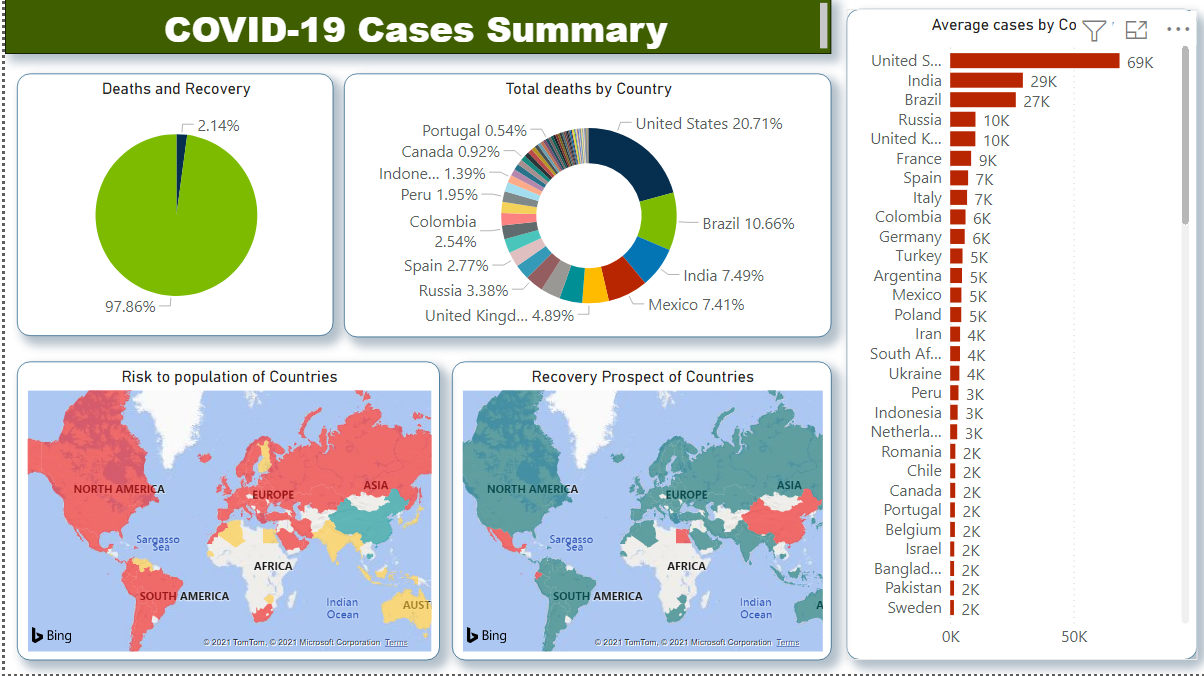 COVID-19 Cases Summary
Deaths and Recovery
2.14%
97.86%
Total deaths by Country
United States 20.71%
Brazil 10.66%
India 7.49%
Mexico 7.41%
United Kingd... 4.89%
Russia 3.38%
Spain 2.77%
Colombia
2.54%
Peru 1.95%
Indone... 1.39%
Canada 0.92%
Portugal 0.54%
Risk to population of Countries
NORTH AMERICA
EUROPE
ASIA
Sargasso
Sea
AFRICA
SOUTH AMERICA
Indian
Ocean
AUST
Bing
© 2021 TomTom, © 2021 Microsoft Corporation Terms
Recovery Prospect of Countries
NORTH AMERICA
EUROPE
ASIA
Sargasso
Sea
AFRICA
SOUTH AMERICA
Indian
Ocean
A
Bing
© 2021 TomTom, © 2021 Microsoft Corporation Terms
Average cases by Co
United S... 69K
India 29K
Brazil 27K
Russia 10K
United K... 10K
France 9K
Spain 7K
Italy 7K
Colombia 6K
Germany 6K
Turkey 5K
Argentina 5K
Mexico 5K
Poland 5K
Iran 4K
South Af... 4K
Ukraine 4K
Peru 3K
Indonesia 3K
Netherla... 3K
Romania 2K
Chile 2K
Canada 2K
Portugal 2K
Belgium 2K
Israel 2K
Banglad... 2K
Pakistan 2K
Sweden 2K
0K 50K